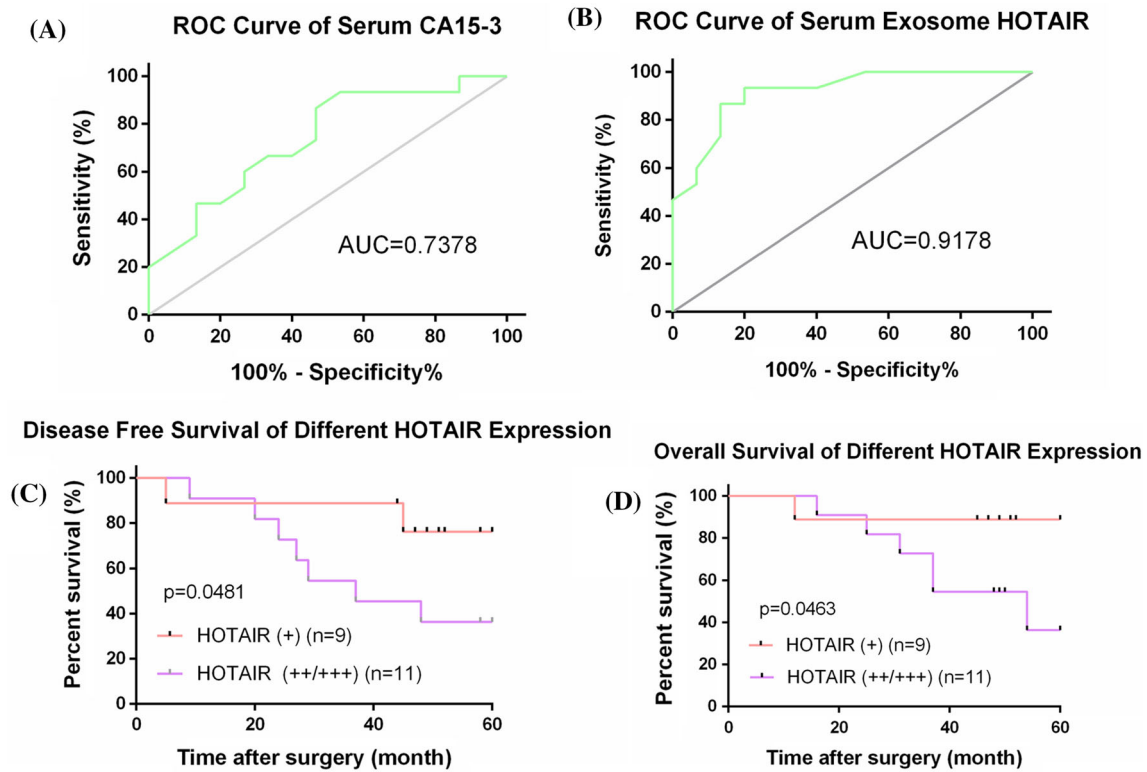 (A)
ROC Curve of Serum CA15-3
Sensitivity (%)
100
80
60
40
20
0
AUC=0.7378
0 20 40 60 80 100
100% - Specificity%
(B)
ROC Curve of Serum Exosome HOTAIR
Sensitivity (%)
100
80
60
40
20
0
AUC=0.9178
0 20 40 60 80 100
100% - Specificity%
(C)
Disease Free Survival of Different HOTAIR Expression
Percent survival (%)
100
80
60
40
20
0
p=0.0481
HOTAIR (+) (n=9)
HOTAIR (++/+++) (n=11)
0 20 40 60
Time after surgery (month)
(D)
Overall Survival of Different HOTAIR Expression
Percent survival (%)
100
80
60
40
20
0
p=0.0463
HOTAIR (+) (n=9)
HOTAIR (++/+++) (n=11)
0 20 40 60
Time after surgery (month)